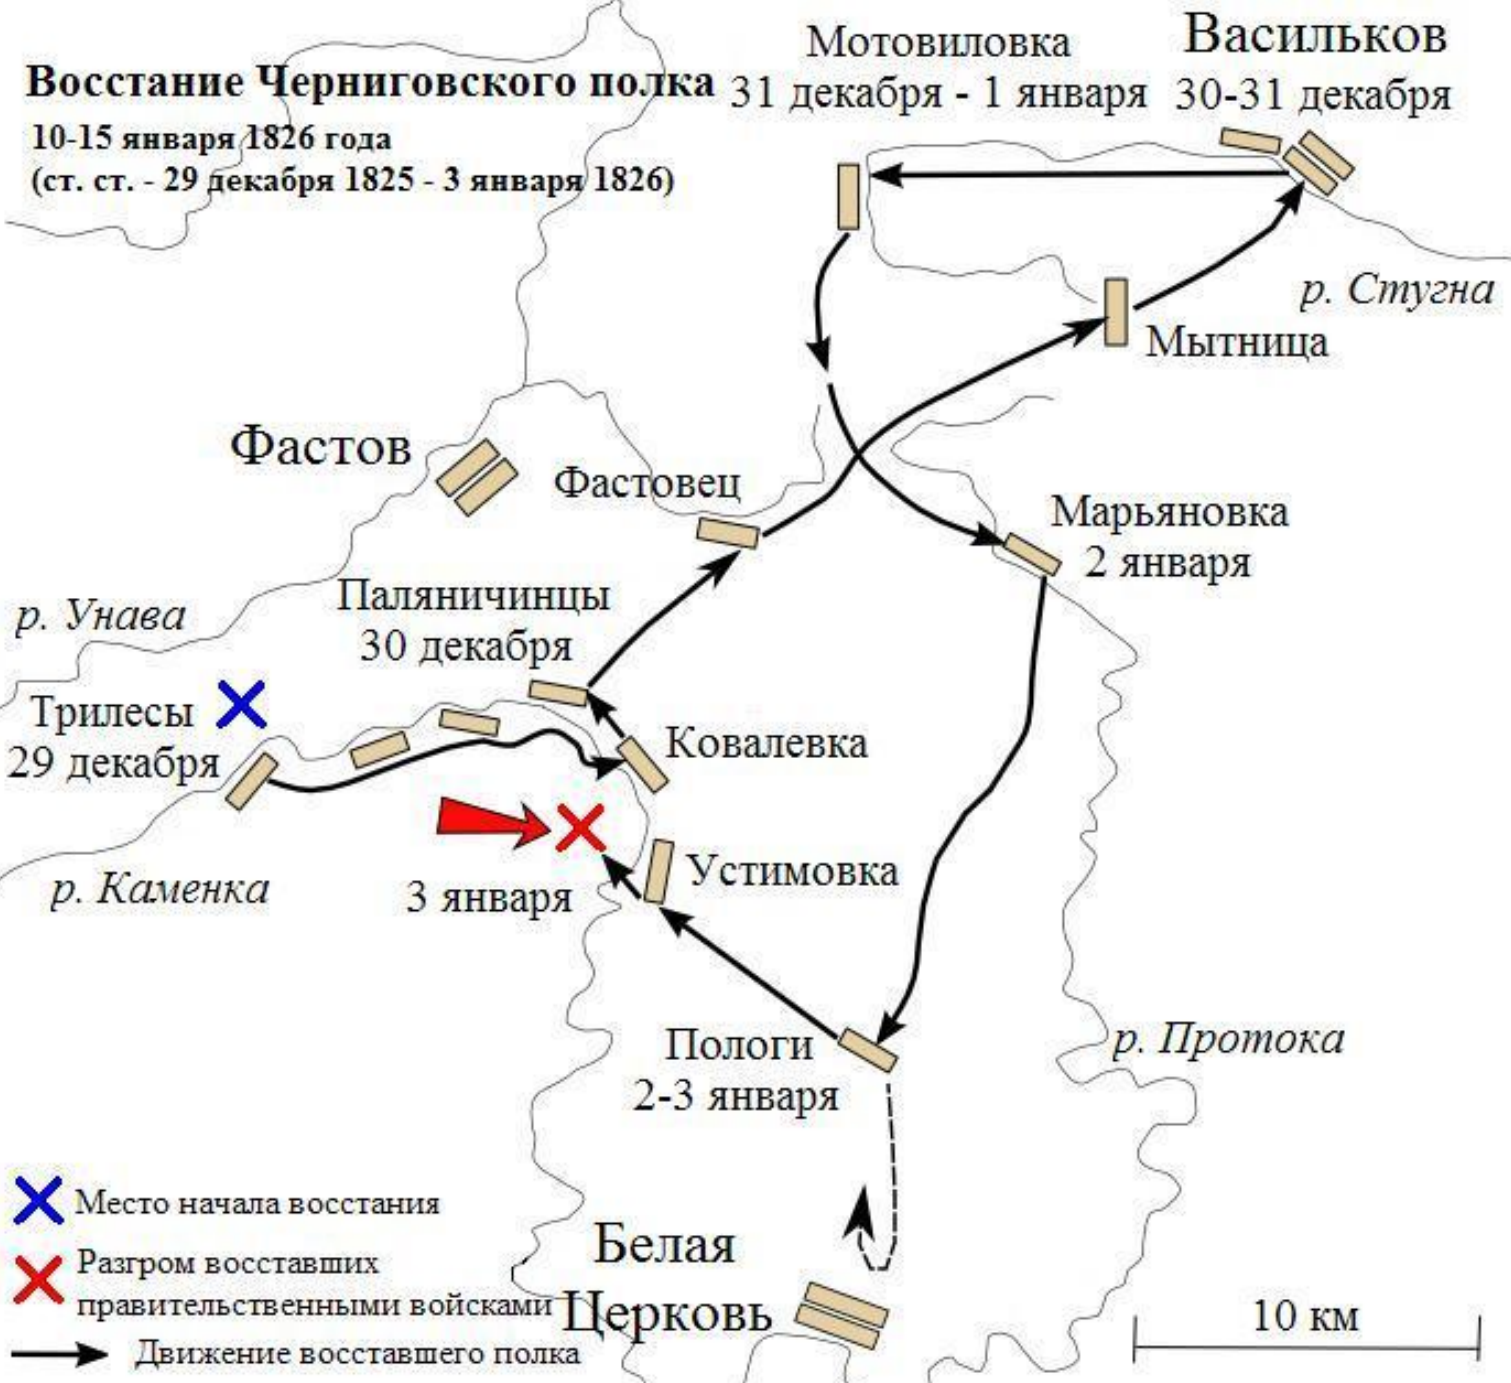 Восстание Черниговского полка
10-15 января 1826 года
(ст. ст. - 29 декабря 1825 - 3 января 1826)
Мотовиловка
31 декабря - 1 января
Васильков
30-31 декабря
р. Стугна
Мытница
Фастов
Фастовец
Марьяновка
2 января
Паляничинцы
30 декабря
р. Унава
Трилесы
29 декабря
Ковалевка
р. Каменка
3 января
Устимовка
Пологи
2-3 января
р. Протока
Белая
Церковь
10 км
Место начала восстания
Разгром восставших
правительственными войсками
Движение восставшего полка